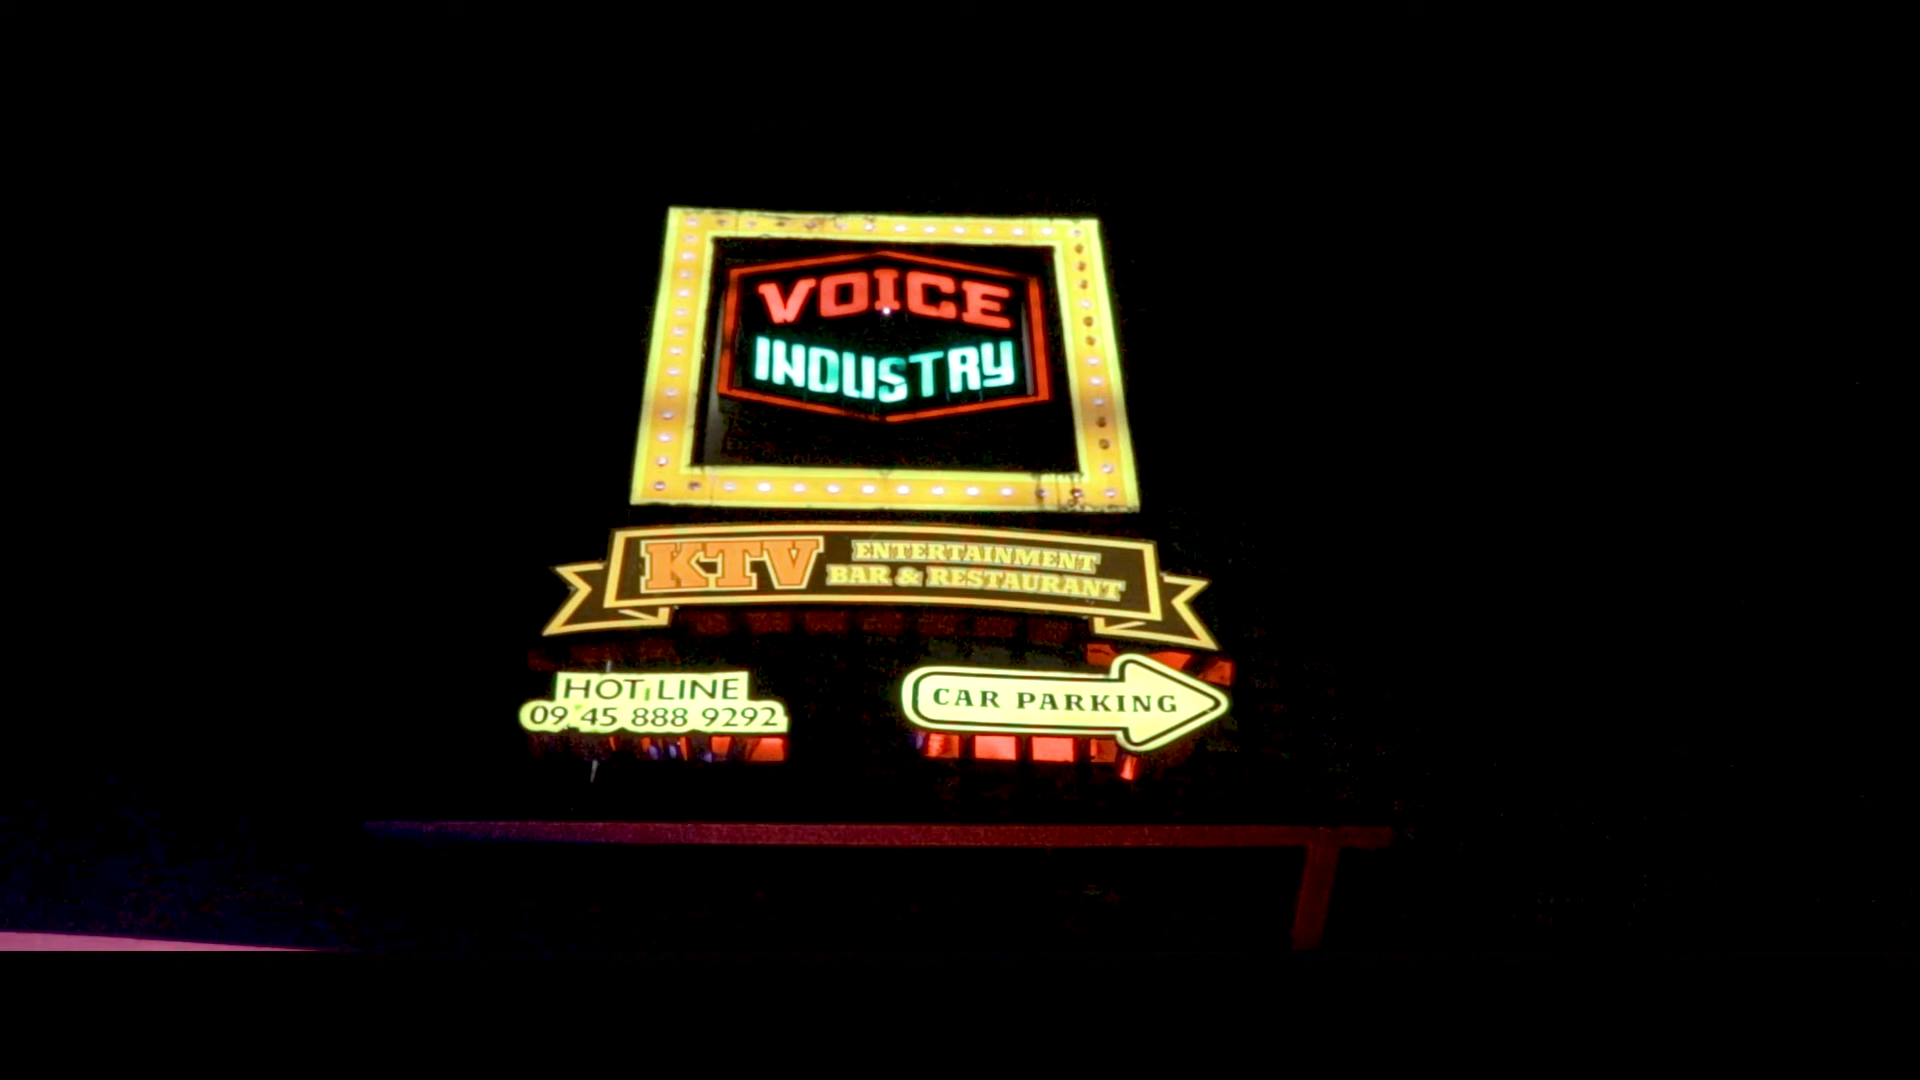 VOICE
INDUSTRY
KTV
ENTERTAINMENT
BAR & RESTAURANT
HOT LINE
09 45 888 9292
CAR PARKING